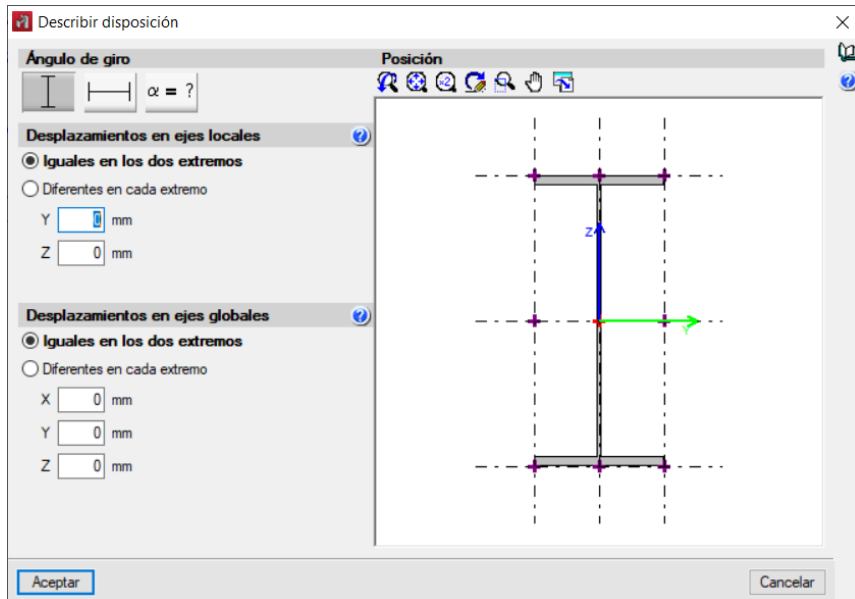 Describir disposición
Ángulo de giro
α = ?
Desplazamientos en ejes locales
Iguales en los dos extremos
Diferentes en cada extremo
Y 0 mm
Z 0 mm
Desplazamientos en ejes globales
Iguales en los dos extremos
Diferentes en cada extremo
X 0 mm
Y 0 mm
Z 0 mm
Posición
x2
Z
Y
Aceptar
Cancelar